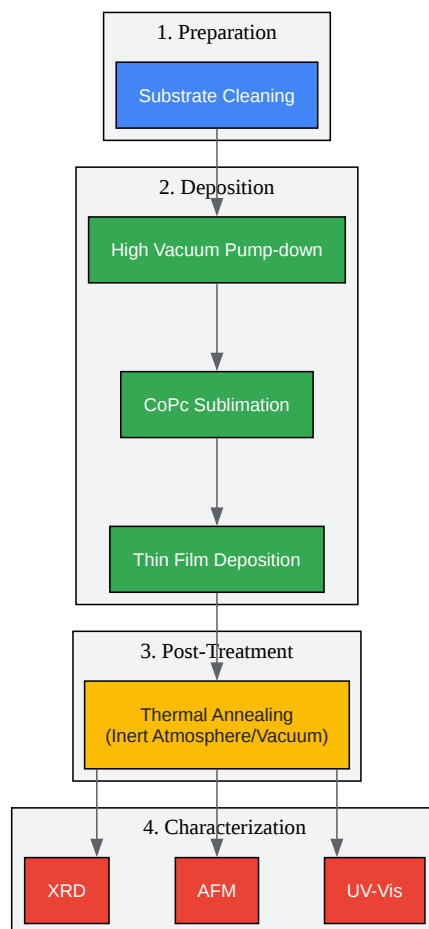 1. Preparation
Substrate Cleaning
2. Deposition
High Vacuum Pump-down
CoPc Sublimation
Thin Film Deposition
3. Post-Treatment
Thermal Annealing
(Inert Atmosphere/Vacuum)
4. Characterization
XRD
AFM
UV-Vis